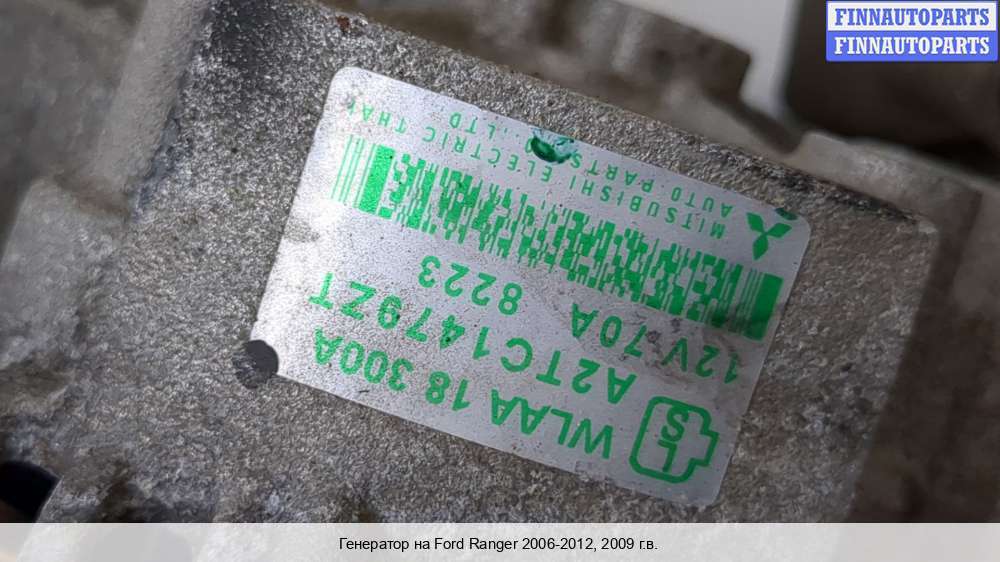 FINNAUTOPARTS
FINNAUTOPARTS
LS
WLAA 18 300A
A2TC1479ZT
12V 70A 8223
MITSUBISHI ELECTRIC THAI
AUTO PARTS CO.,LTD
Генератор на Ford Ranger 2006-2012, 2009 г.в.